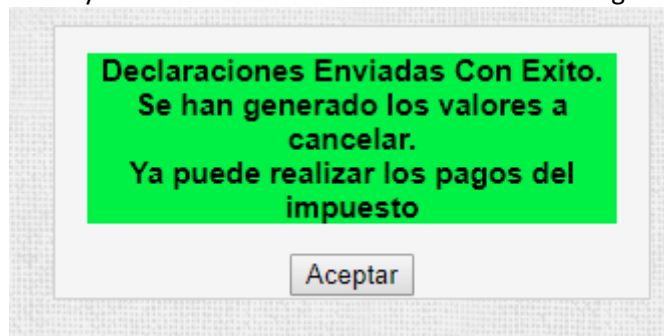 Declaraciones Enviadas Con Exito.
Se han generado los valores a
cancelar.
Ya puede realizar los pagos del
impuesto
Aceptar